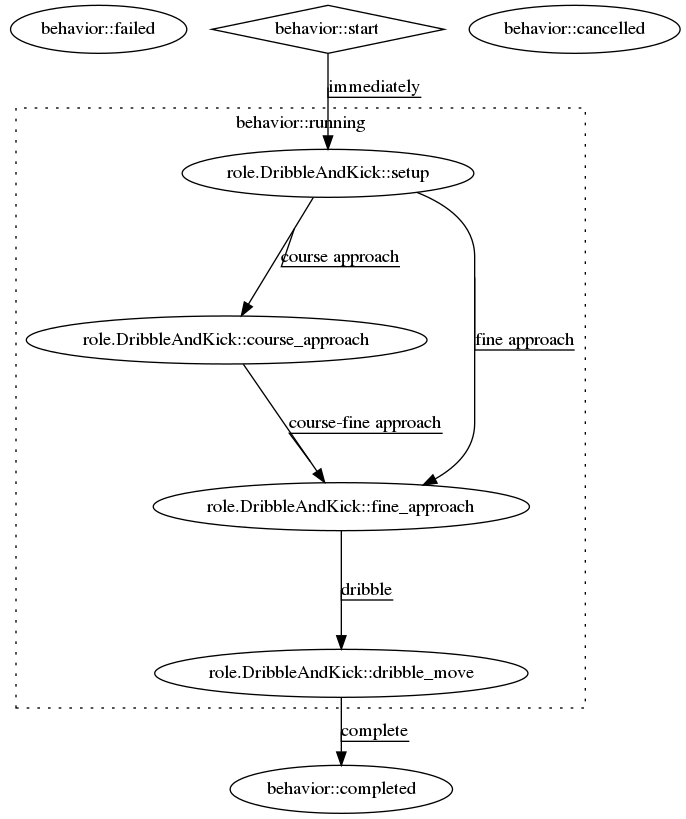 behavior::failed
behavior::start
behavior::cancelled
immediately
behavior::running
role.DribbleAndKick::setup
course approach
role.DribbleAndKick::course_approach
fine approach
course-fine approach
role.DribbleAndKick::fine_approach
dribble
role.DribbleAndKick::dribble_move
complete
behavior::completed